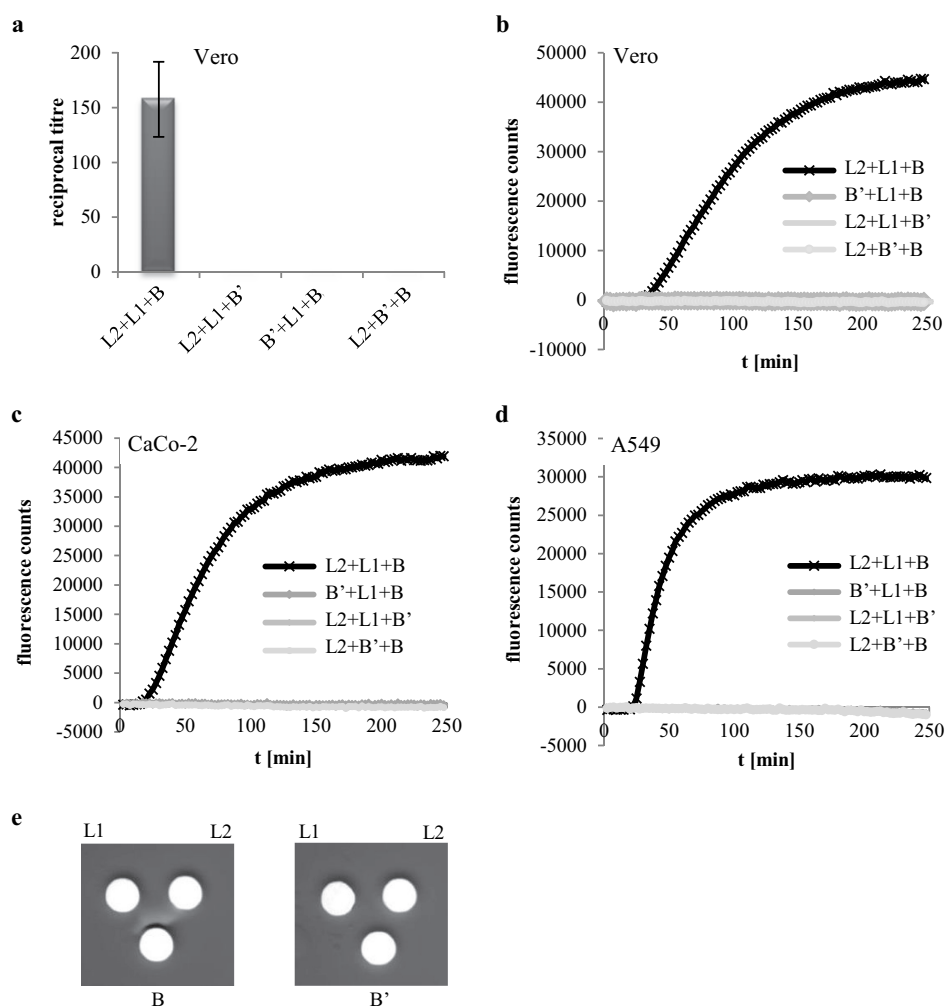 a
Vero
200
150
100
50
0
reciprocal titre
L2+L1+B
L2+L1+B’
B’+L1+B
L2+B’+B
b
Vero
50000
40000
30000
20000
10000
0
-10000
fluorescence counts
0 50 100 150 200 250
t [min]
L2+L1+B
B’+L1+B
L2+L1+B’
L2+B’+B
c
CaCo-2
45000
40000
35000
30000
25000
20000
15000
10000
5000
0
-5000
fluorescence counts
0 50 100 150 200 250
t [min]
L2+L1+B
B’+L1+B
L2+L1+B’
L2+B’+B
d
A549
35000
30000
25000
20000
15000
10000
5000
0
-5000
fluorescence counts
0 50 100 150 200 250
t [min]
L2+L1+B
B’+L1+B
L2+L1+B’
L2+B’+B
e
L1 L2
B
L1 L2
B’